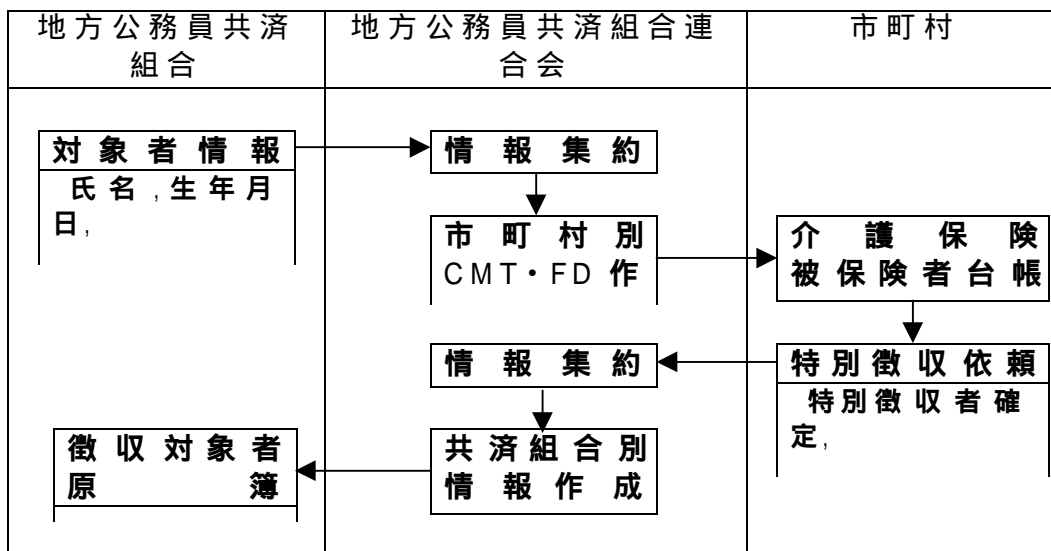 地方公務員共済
組合
地方公務員共済組合連
合会
市町村
対象者情報
氏名,生年月
日,
情報集約
市町村別
CMT・FD作
介護保険
被保険者台帳
情報集約
特別徴収依頼
特別徴収者確
定,
徴収対象者
原簿
共済組合別
情報作成